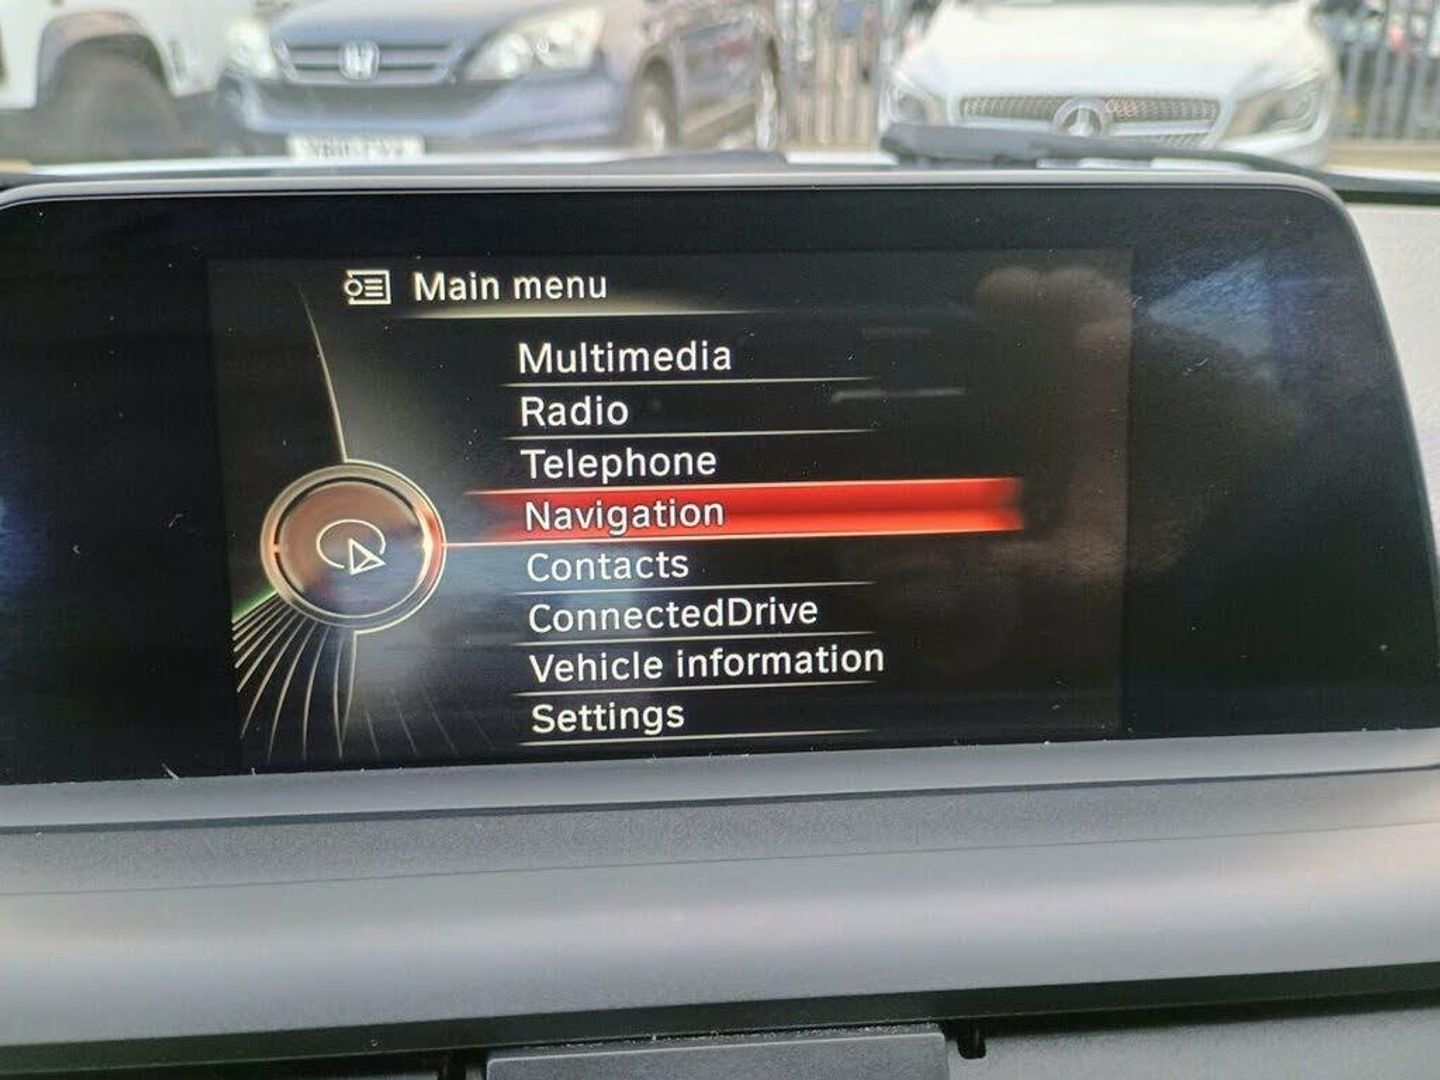 Main menu
Multimedia
Radio
Telephone
Navigation
Contacts
ConnectedDrive
Vehicle information
Settings